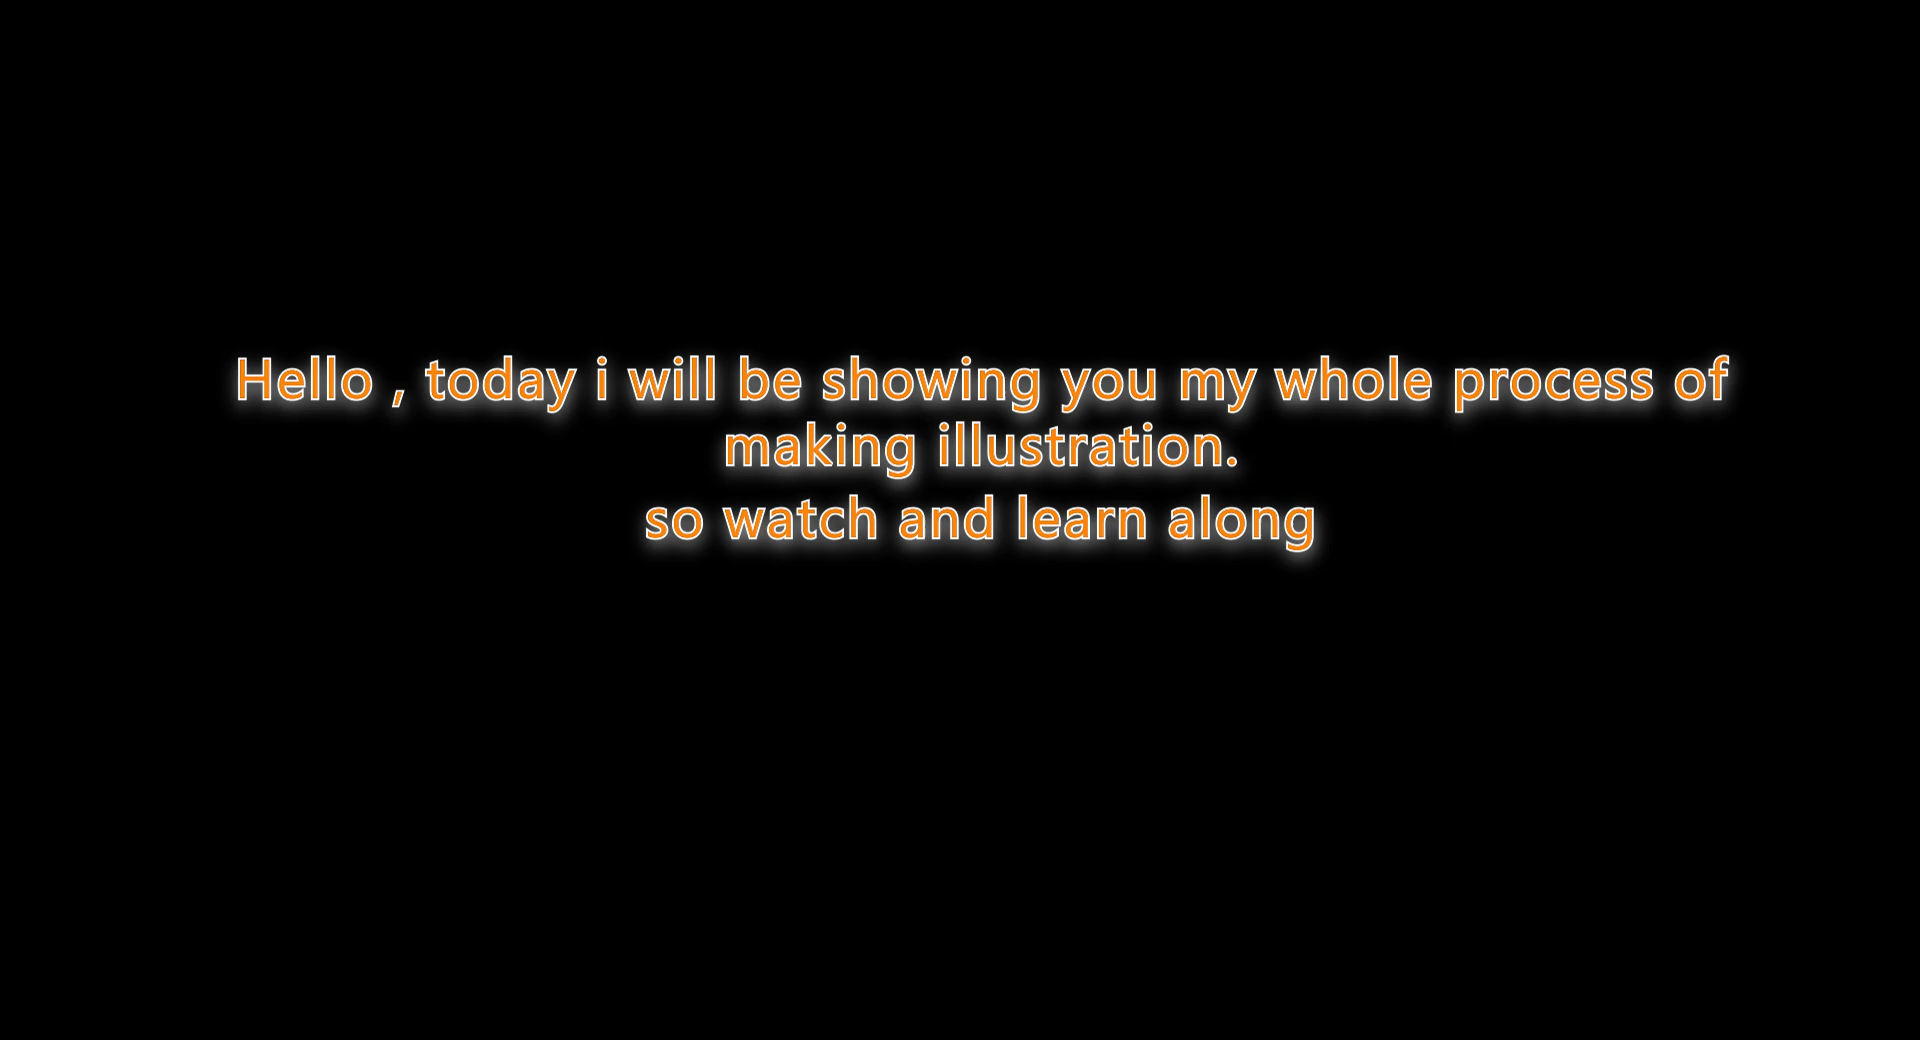 Hello , today i will be showing you my whole process of
making illustration.
so watch and learn along